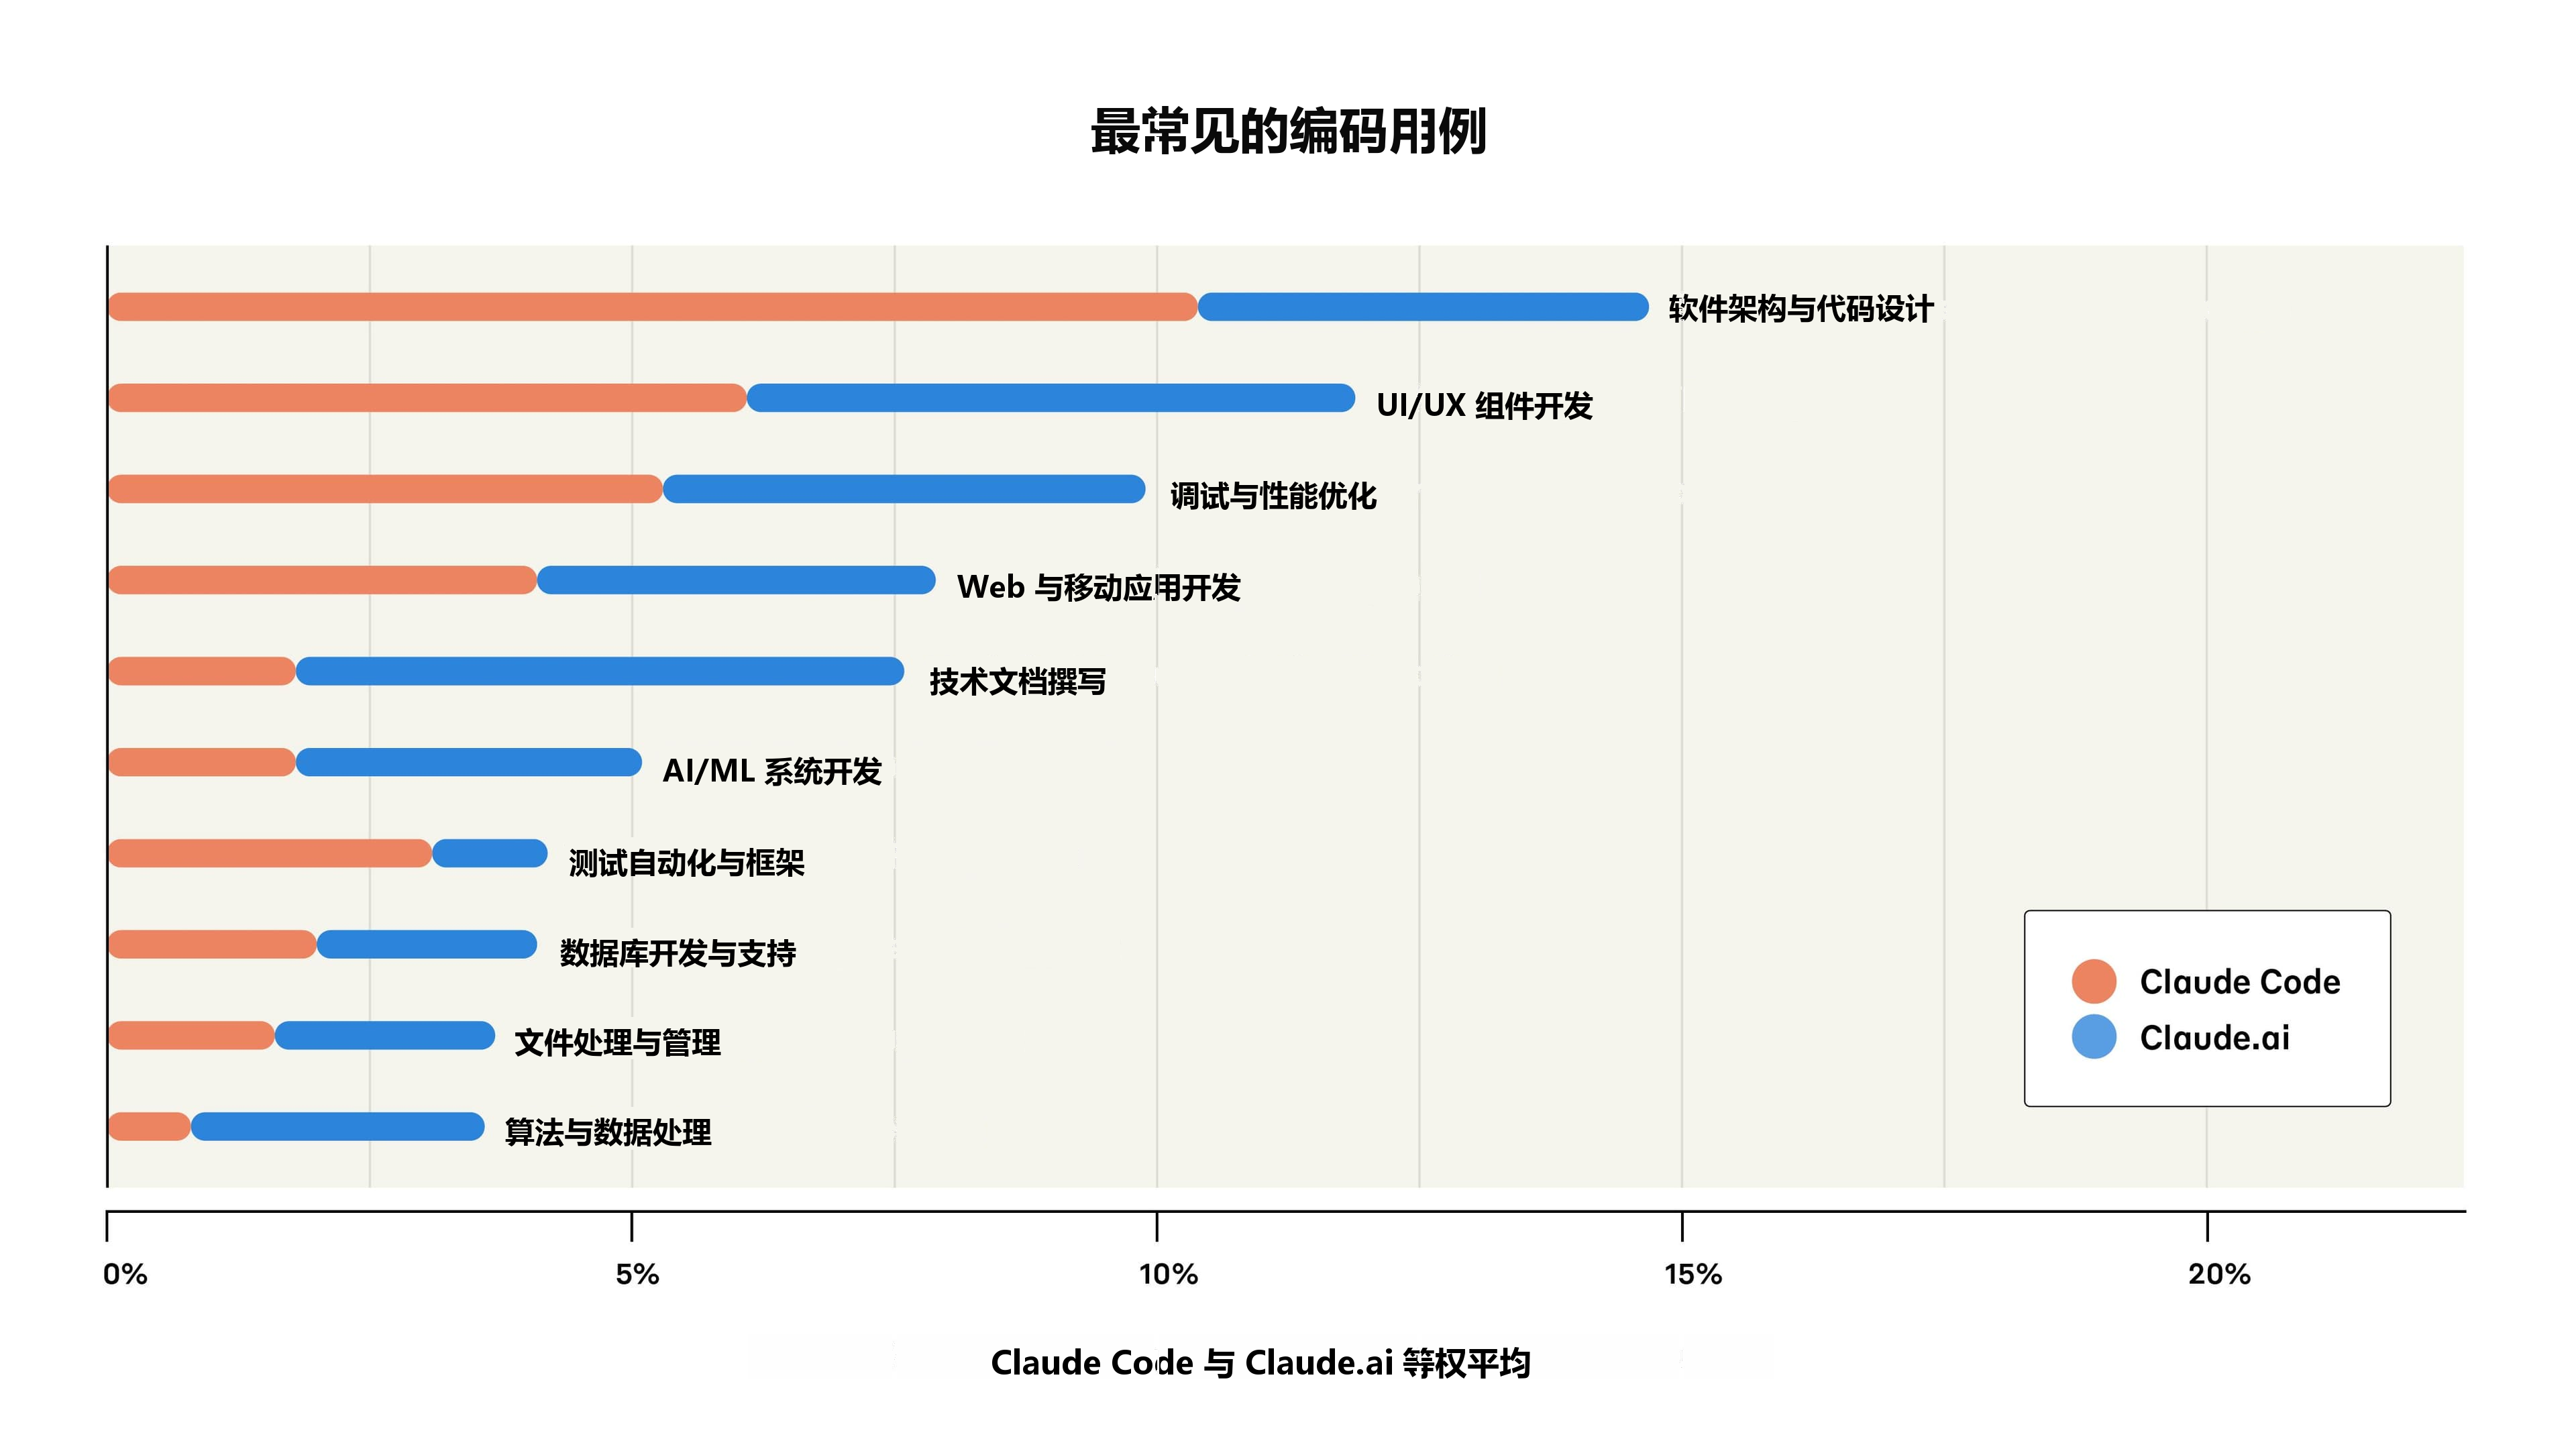 最常见的编码用例
软件架构与代码设计
UI/UX 组件开发
调试与性能优化
Web 与移动应用开发
技术文档撰写
AI/ML 系统开发
测试自动化与框架
数据库开发与支持
文件处理与管理
算法与数据处理
Claude Code
Claude.ai
0% 5% 10% 15% 20%
Claude Code 与 Claude.ai 等权平均